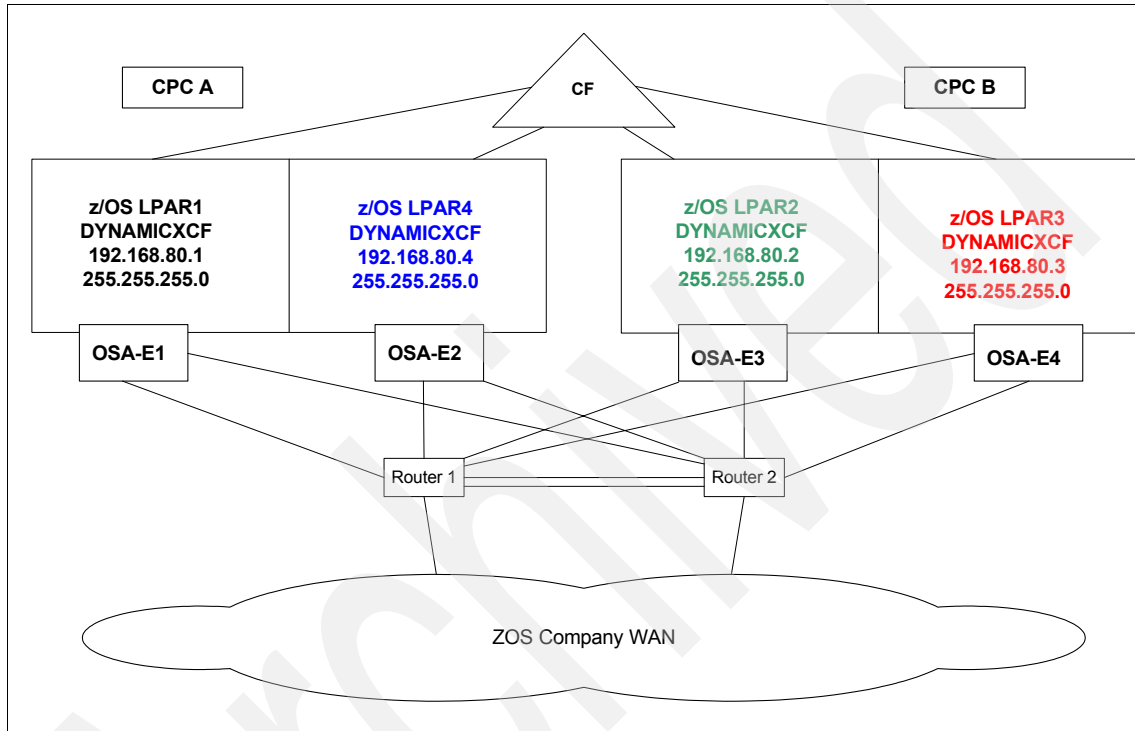 CPC A
CF
CPC B
z/OS LPAR1
DYNAMICXCF
192.168.80.1
255.255.255.0
z/OS LPAR4
DYNAMICXCF
192.168.80.4
255.255.255.0
z/OS LPAR2
DYNAMICXCF
192.168.80.2
255.255.255.0
z/OS LPAR3
DYNAMICXCF
192.168.80.3
255.255.255.0
OSA-E1
OSA-E2
OSA-E3
OSA-E4
Router 1
Router 2
ZOS Company WAN
Archived